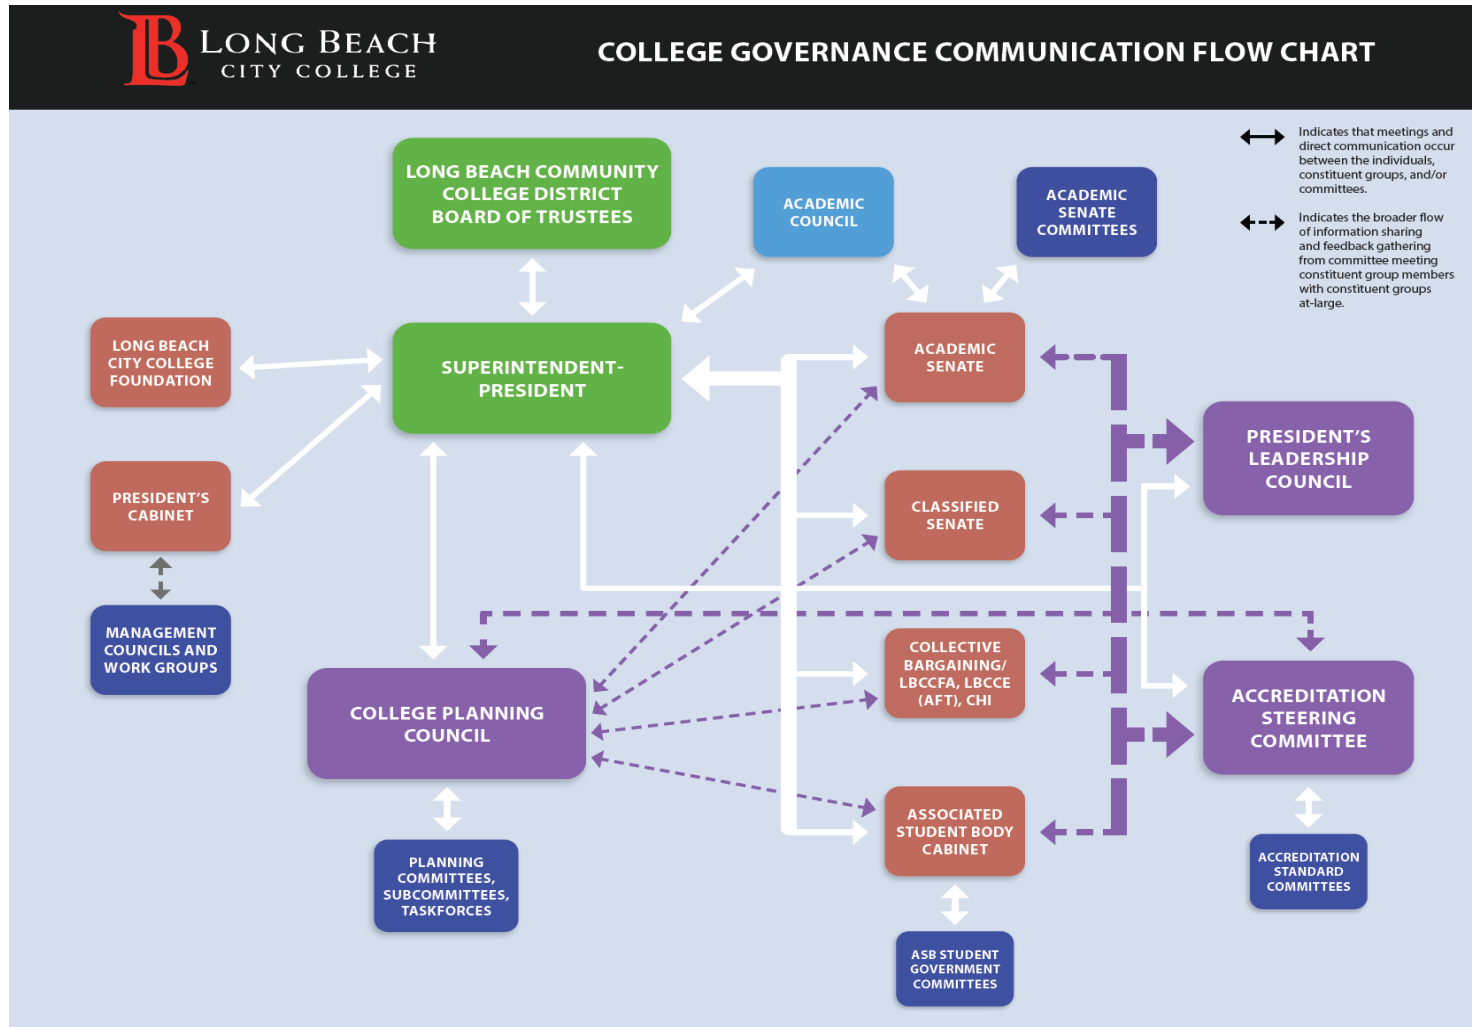 LONG BEACH
CITY COLLEGE
COLLEGE GOVERNANCE COMMUNICATION FLOW CHART
Indicates that meetings and
direct communication occur
between the individuals,
constituent groups, and/or
committees.
Indicates the broader flow
of information sharing
and feedback gathering
from committee meeting
constituent group members
with constituent groups
at-large.
LONG BEACH COMMUNITY
COLLEGE DISTRICT
BOARD OF TRUSTEES
ACADEMIC
COUNCIL
ACADEMIC
SENATE
COMMITTEES
LONG BEACH
CITY COLLEGE
FOUNDATION
SUPERINTENDENT-
PRESIDENT
ACADEMIC
SENATE
PRESIDENT'S
LEADERSHIP
COUNCIL
PRESIDENT'S
CABINET
CLASSIFIED
SENATE
MANAGEMENT
COUNCILS AND
WORK GROUPS
COLLECTIVE
BARGAINING/
LBCCFA, LBCCE
(AFT), CHI
COLLEGE PLANNING
COUNCIL
ACCREDITATION
STEERING
COMMITTEE
ASSOCIATED
STUDENT BODY
CABINET
PLANNING
COMMITTEES,
SUBCOMMITTEES,
TASKFORCES
ACCREDITATION
STANDARD
COMMITTEES
ASB STUDENT
GOVERNMENT
COMMITTEES